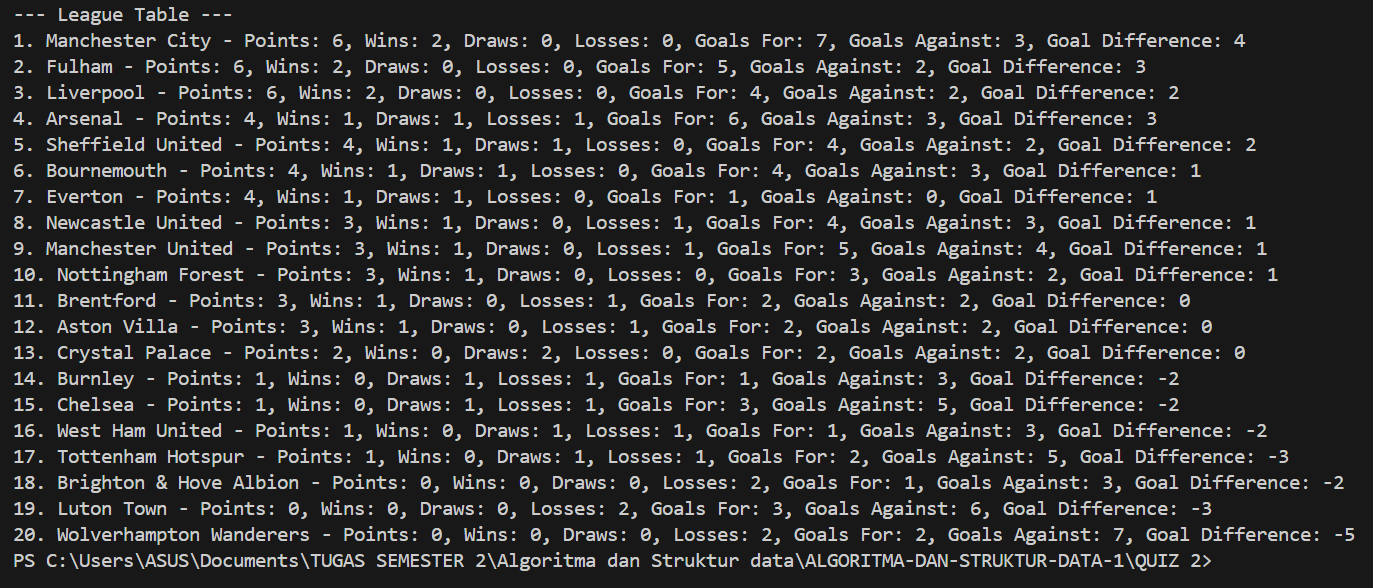 --- League Table ---
1. Manchester City - Points: 6, Wins: 2, Draws: 0, Losses: 0, Goals For: 7, Goals Against: 3, Goal Difference: 4
2. Fulham - Points: 6, Wins: 2, Draws: 0, Losses: 0, Goals For: 5, Goals Against: 2, Goal Difference: 3
3. Liverpool - Points: 6, Wins: 2, Draws: 0, Losses: 0, Goals For: 4, Goals Against: 2, Goal Difference: 2
4. Arsenal - Points: 4, Wins: 1, Draws: 1, Losses: 1, Goals For: 6, Goals Against: 3, Goal Difference: 3
5. Sheffield United - Points: 4, Wins: 1, Draws: 1, Losses: 0, Goals For: 4, Goals Against: 2, Goal Difference: 2
6. Bournemouth - Points: 4, Wins: 1, Draws: 1, Losses: 0, Goals For: 4, Goals Against: 3, Goal Difference: 1
7. Everton - Points: 4, Wins: 1, Draws: 1, Losses: 0, Goals For: 1, Goals Against: 0, Goal Difference: 1
8. Newcastle United - Points: 3, Wins: 1, Draws: 0, Losses: 1, Goals For: 4, Goals Against: 3, Goal Difference: 1
9. Manchester United - Points: 3, Wins: 1, Draws: 0, Losses: 1, Goals For: 5, Goals Against: 4, Goal Difference: 1
10. Nottingham Forest - Points: 3, Wins: 1, Draws: 0, Losses: 0, Goals For: 3, Goals Against: 2, Goal Difference: 1
11. Brentford - Points: 3, Wins: 1, Draws: 0, Losses: 1, Goals For: 2, Goals Against: 2, Goal Difference: 0
12. Aston Villa - Points: 3, Wins: 1, Draws: 0, Losses: 1, Goals For: 2, Goals Against: 2, Goal Difference: 0
13. Crystal Palace - Points: 2, Wins: 0, Draws: 2, Losses: 0, Goals For: 2, Goals Against: 2, Goal Difference: 0
14. Burnley - Points: 1, Wins: 0, Draws: 1, Losses: 1, Goals For: 1, Goals Against: 3, Goal Difference: -2
15. Chelsea - Points: 1, Wins: 0, Draws: 1, Losses: 1, Goals For: 3, Goals Against: 5, Goal Difference: -2
16. West Ham United - Points: 1, Wins: 0, Draws: 1, Losses: 1, Goals For: 1, Goals Against: 3, Goal Difference: -2
17. Tottenham Hotspur - Points: 1, Wins: 0, Draws: 1, Losses: 1, Goals For: 2, Goals Against: 5, Goal Difference: -3
18. Brighton & Hove Albion - Points: 0, Wins: 0, Draws: 0, Losses: 2, Goals For: 1, Goals Against: 3, Goal Difference: -2
19. Luton Town - Points: 0, Wins: 0, Draws: 0, Losses: 2, Goals For: 3, Goals Against: 6, Goal Difference: -3
20. Wolverhampton Wanderers - Points: 0, Wins: 0, Draws: 0, Losses: 2, Goals For: 2, Goals Against: 7, Goal Difference: -5
PS C:\Users\ASUS\Documents\TUGAS SEMESTER 2\Algoritma dan Struktur data\ALGORITMA-DAN-STRUKTUR-DATA-1\QUIZ 2>